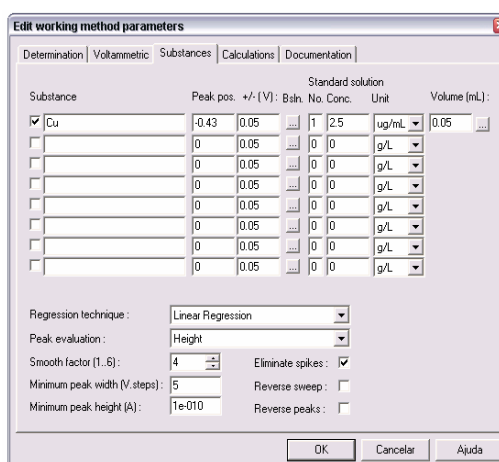 Edit working method parameters
Determination Voltammetric Substances Calculations Documentation
Standard solution
Substance Peak pos. +/- (V) : Bsln. No. Conc. Unit Volume (mL) :
Cu -0.43 0.05 ... 1 2.5 ug/mL 0.05 ...
0 0.05 ... 0 0 g/L
0 0.05 ... 0 0 g/L
0 0.05 ... 0 0 g/L
0 0.05 ... 0 0 g/L
0 0.05 ... 0 0 g/L
0 0.05 ... 0 0 g/L
0 0.05 ... 0 0 g/L
Regression technique : Linear Regression
Peak evaluation : Height
Smooth factor (1..6) : 4 Eliminate spikes :
Minimum peak width (V.steps) : 5 Reverse sweep :
Minimum peak height (A) : 1e-010 Reverse peaks :
OK Cancelar Ajuda